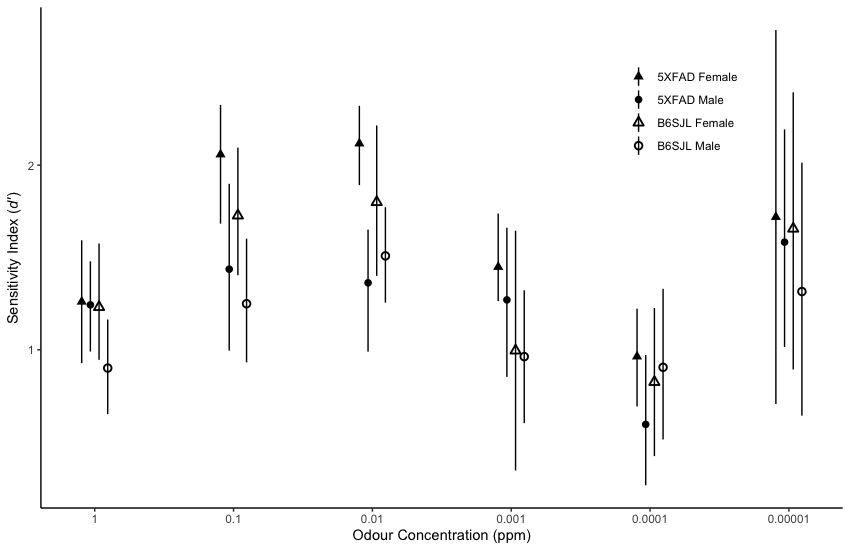 5XFAD Female
5XFAD Male
B6SJL Female
B6SJL Male
Sensitivity Index (d′)
2
1
1 0.1 0.01 0.001 0.0001 0.00001
Odour Concentration (ppm)